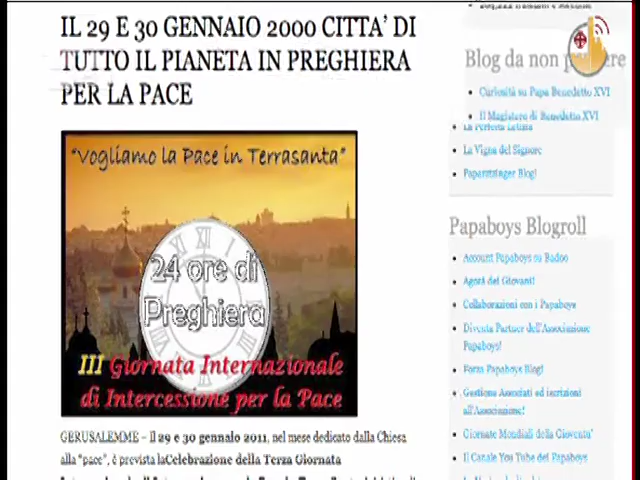 IL 29 E 30 GENNAIO 2000 CITTA' DI
TUTTO IL PIANETA IN PREGHIERA
PER LA PACE
"Vogliamo la Pace in Terrasanta"
24 ore di
Preghiera
III Giornata Internazionale
di Intercessione per la Pace
GERUSALEMME – Il 29 e 30 gennaio 2011, nel mese dedicato dalla Chiesa
alla "pace", è prevista laCelebrazione della Terza Giornata
Blog da non
Curiosità su Papa Benedetto XVI
Il Magistero di Benedetto XVI
La Perfetta Letizia
La Vigna del Signore
Paparatzinger Blog!
Papaboys Blogroll
Account Papaboys su Badoo
Agorà dei Giovani!
Collaborazioni con i Papaboys
Diventa Partner dell'Associazione
Papaboys!
Forza Papaboys Blog!
Gestione Associati ed iscrizioni
all'Associazione!
Giornate Mondiali della Gioventu'
Il Canale You Tube dei Papaboys